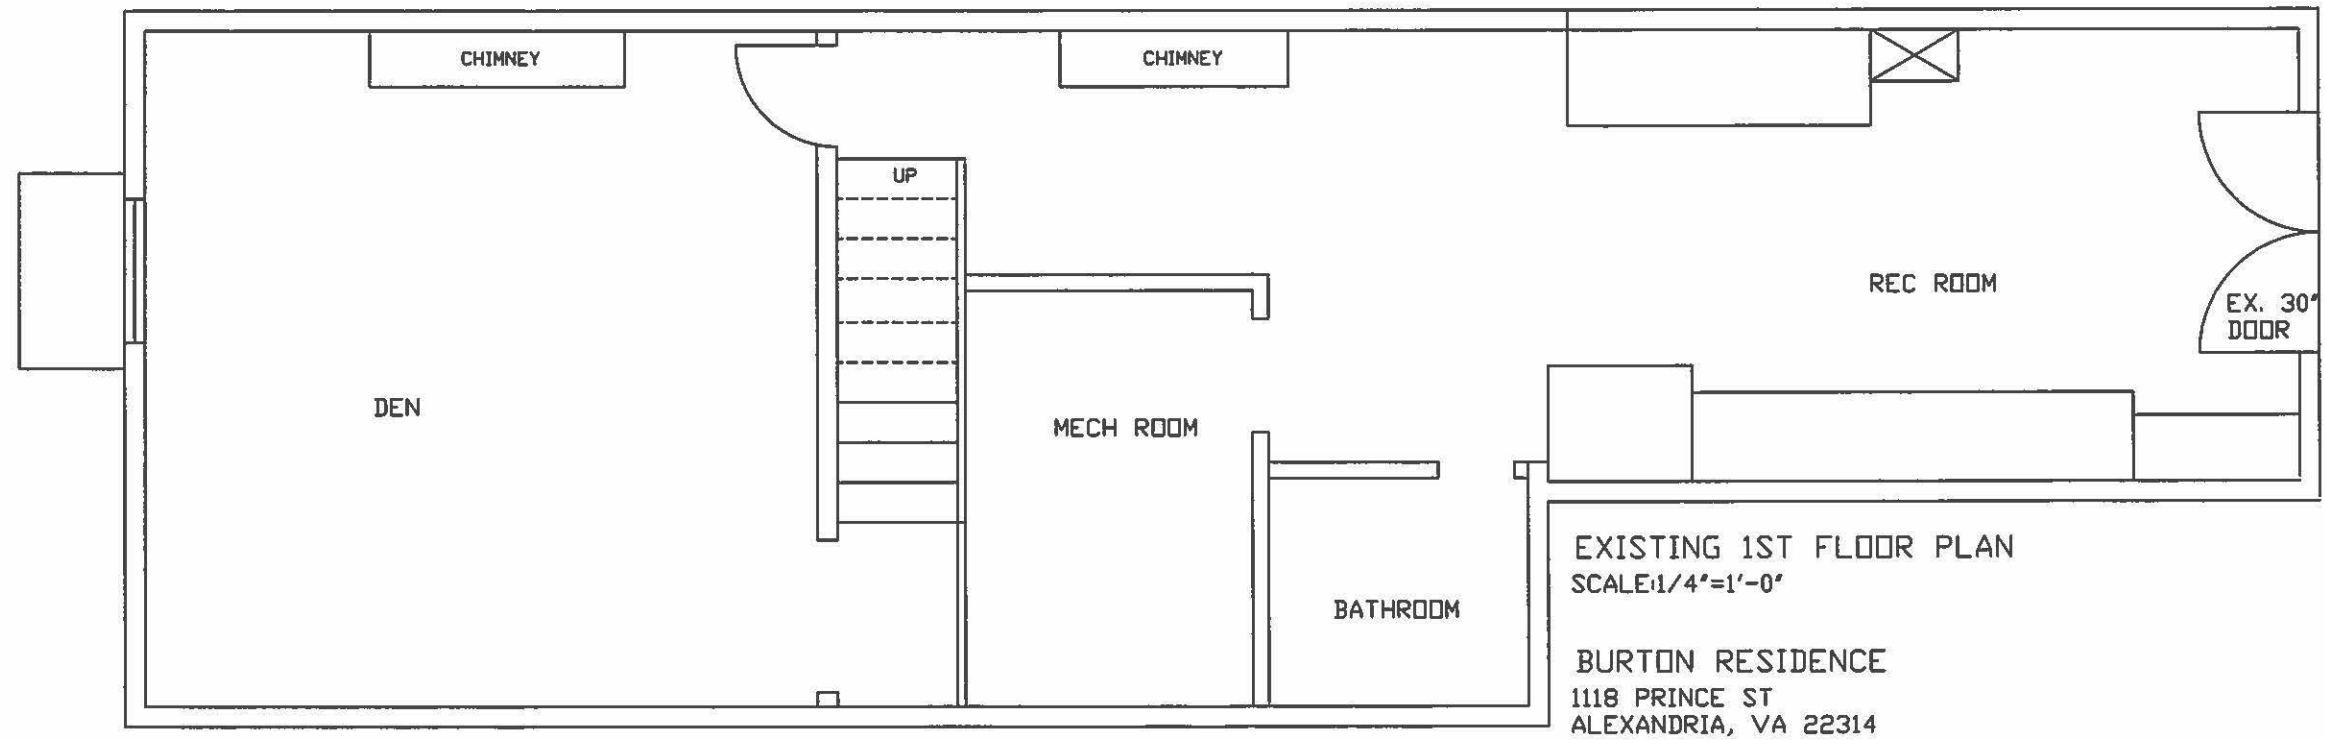 CHIMNEY
CHIMNEY
UP
REC ROOM
EX. 30"
DOOR
DEN
MECH ROOM
BATHROOM
EXISTING 1ST FLOOR PLAN
SCALE:1/4"=1'-0"
BURTON RESIDENCE
1118 PRINCE ST
ALEXANDRIA, VA 22314